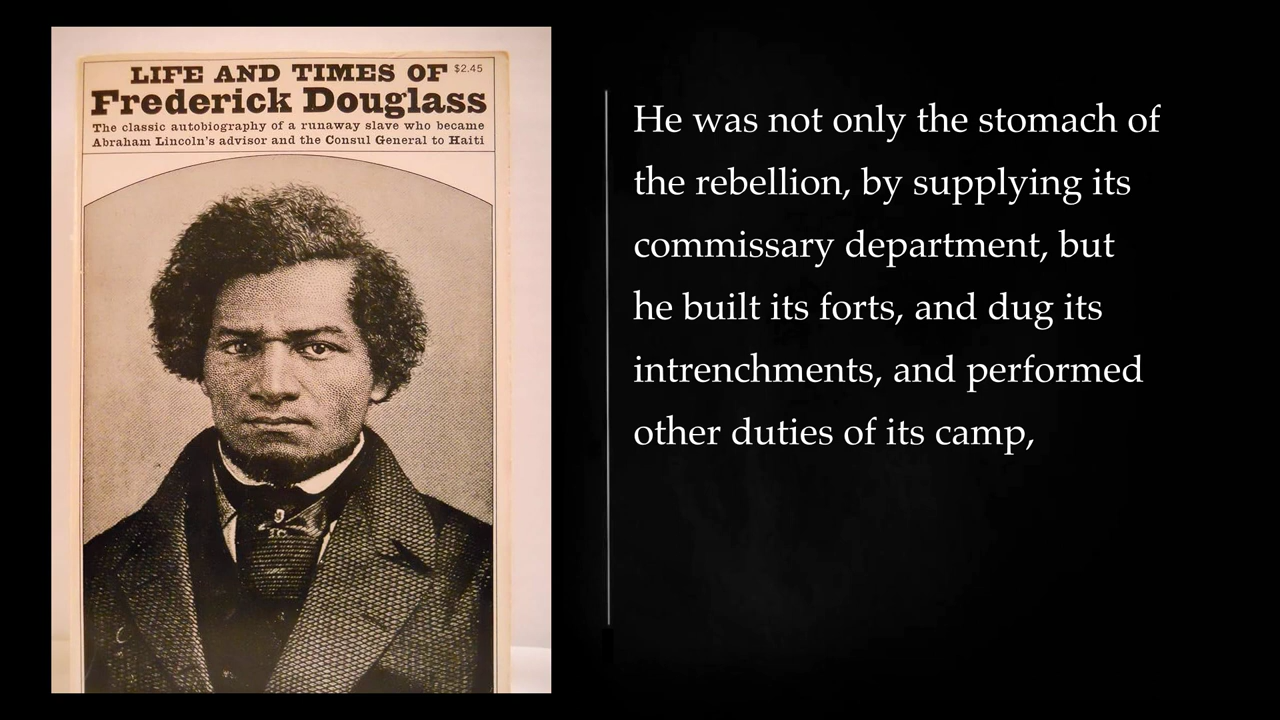 LIFE AND TIMES OF $2.45
Frederick Douglass
The classic autobiography of a runaway slave who became
Abraham Lincoln's advisor and the Consul General to Haiti
He was not only the stomach of
the rebellion, by supplying its
commissary department, but
he built its forts, and dug its
intrenchments, and performed
other duties of its camp,